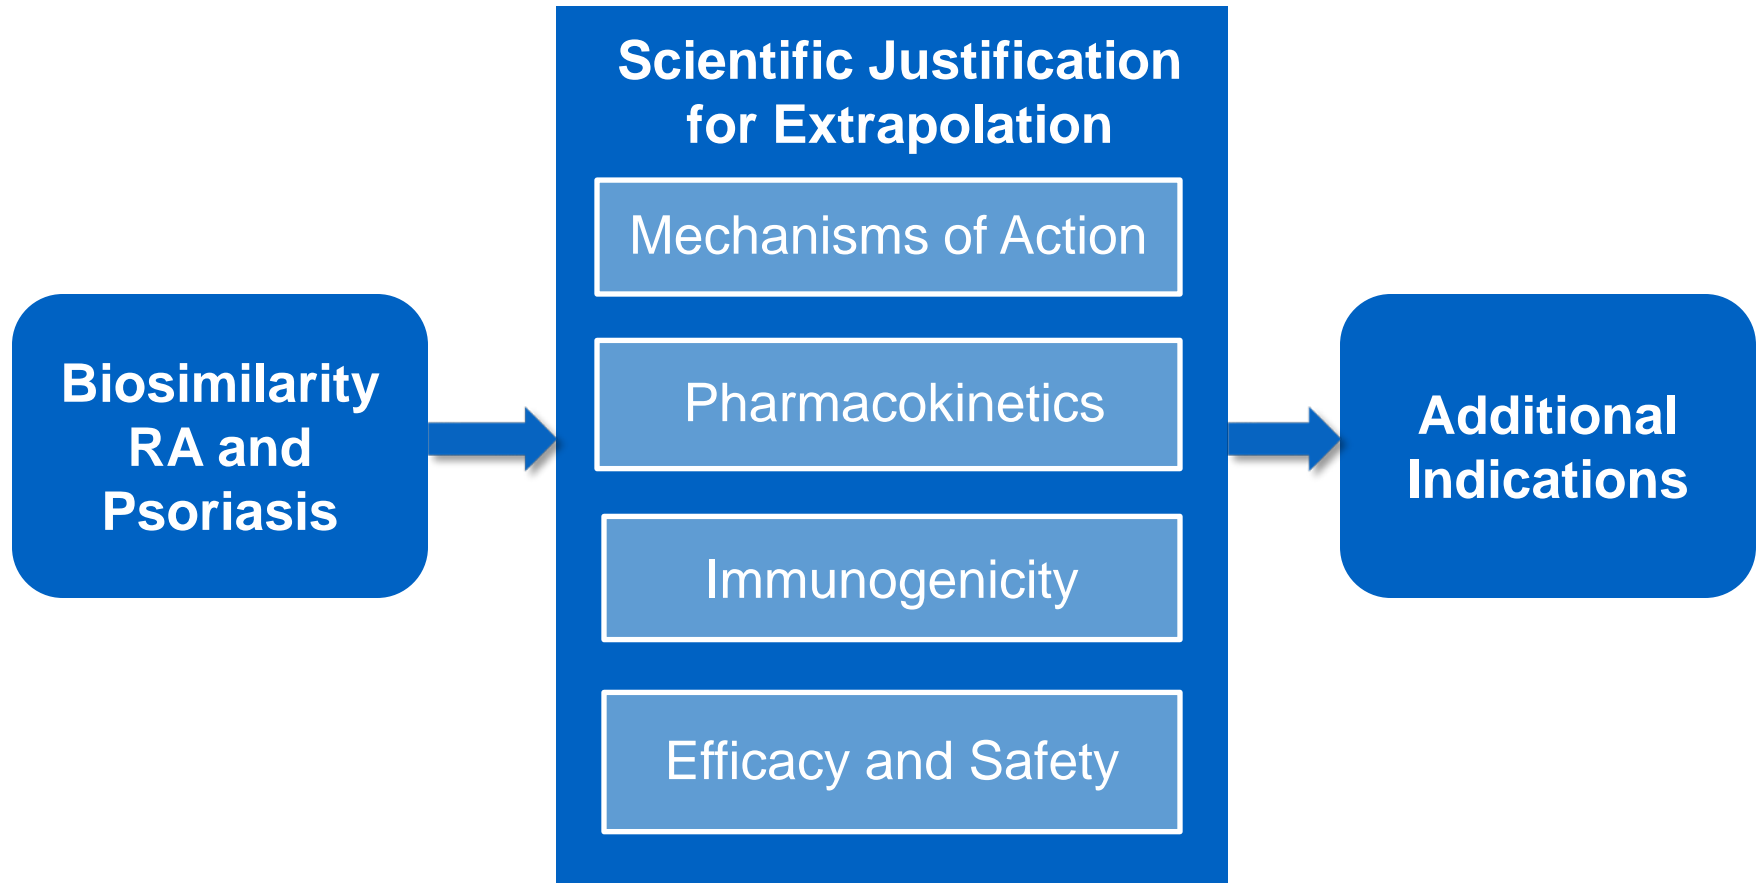 Scientific Justification
for Extrapolation
Mechanisms of Action
Pharmacokinetics
Immunogenicity
Efficacy and Safety
Biosimilarity
RA and
Psoriasis
Additional
Indications